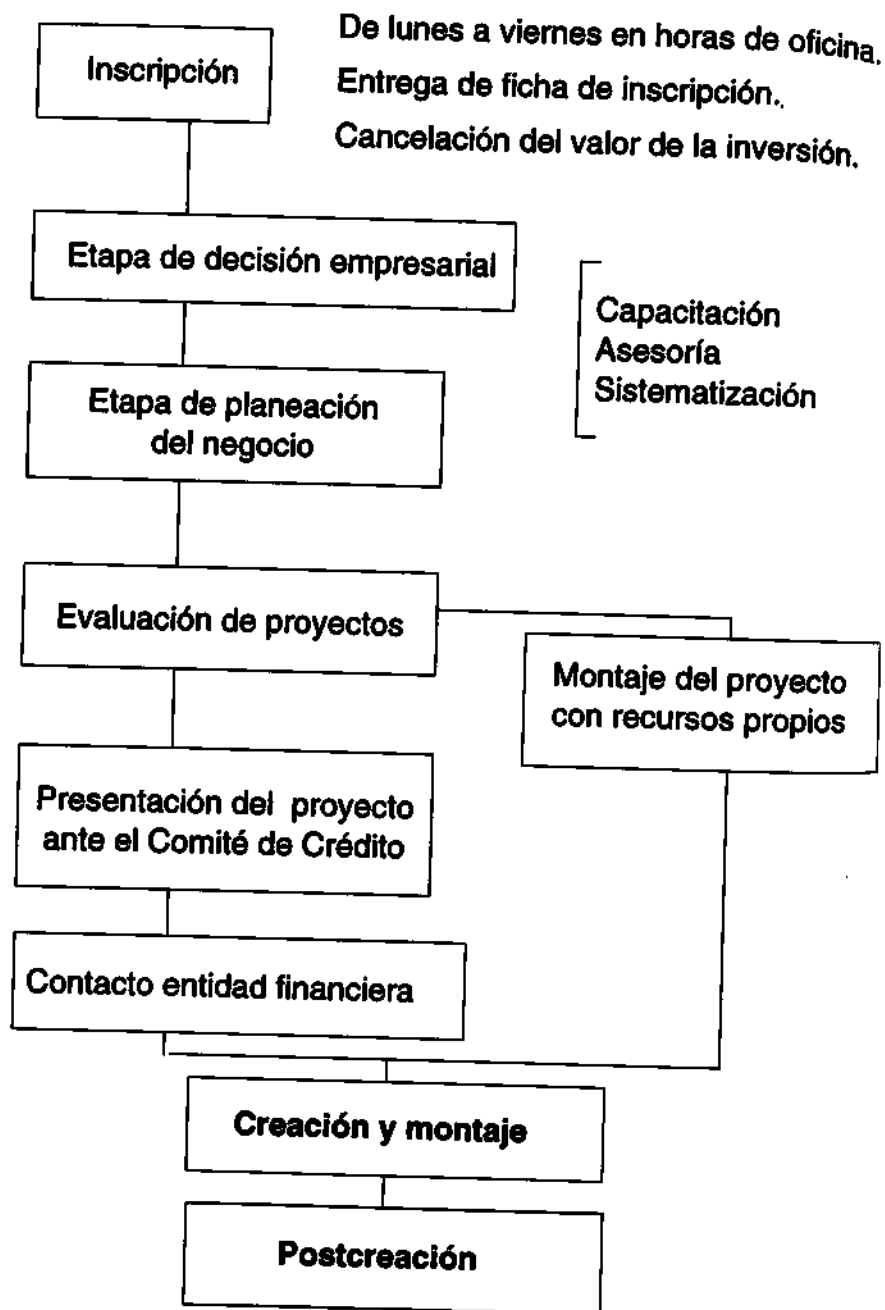 Inscripción
De lunes a viernes en horas de oficina.
Entrega de ficha de inscripción..
Cancelación del valor de la inversión.
Etapa de decisión empresarial
Capacitación
Asesoría
Sistematización
Etapa de planeación
del negocio
Evaluación de proyectos
Montaje del proyecto
con recursos propios
Presentación del proyecto
ante el Comité de Crédito
Contacto entidad financiera
Creación y montaje
Postcreación